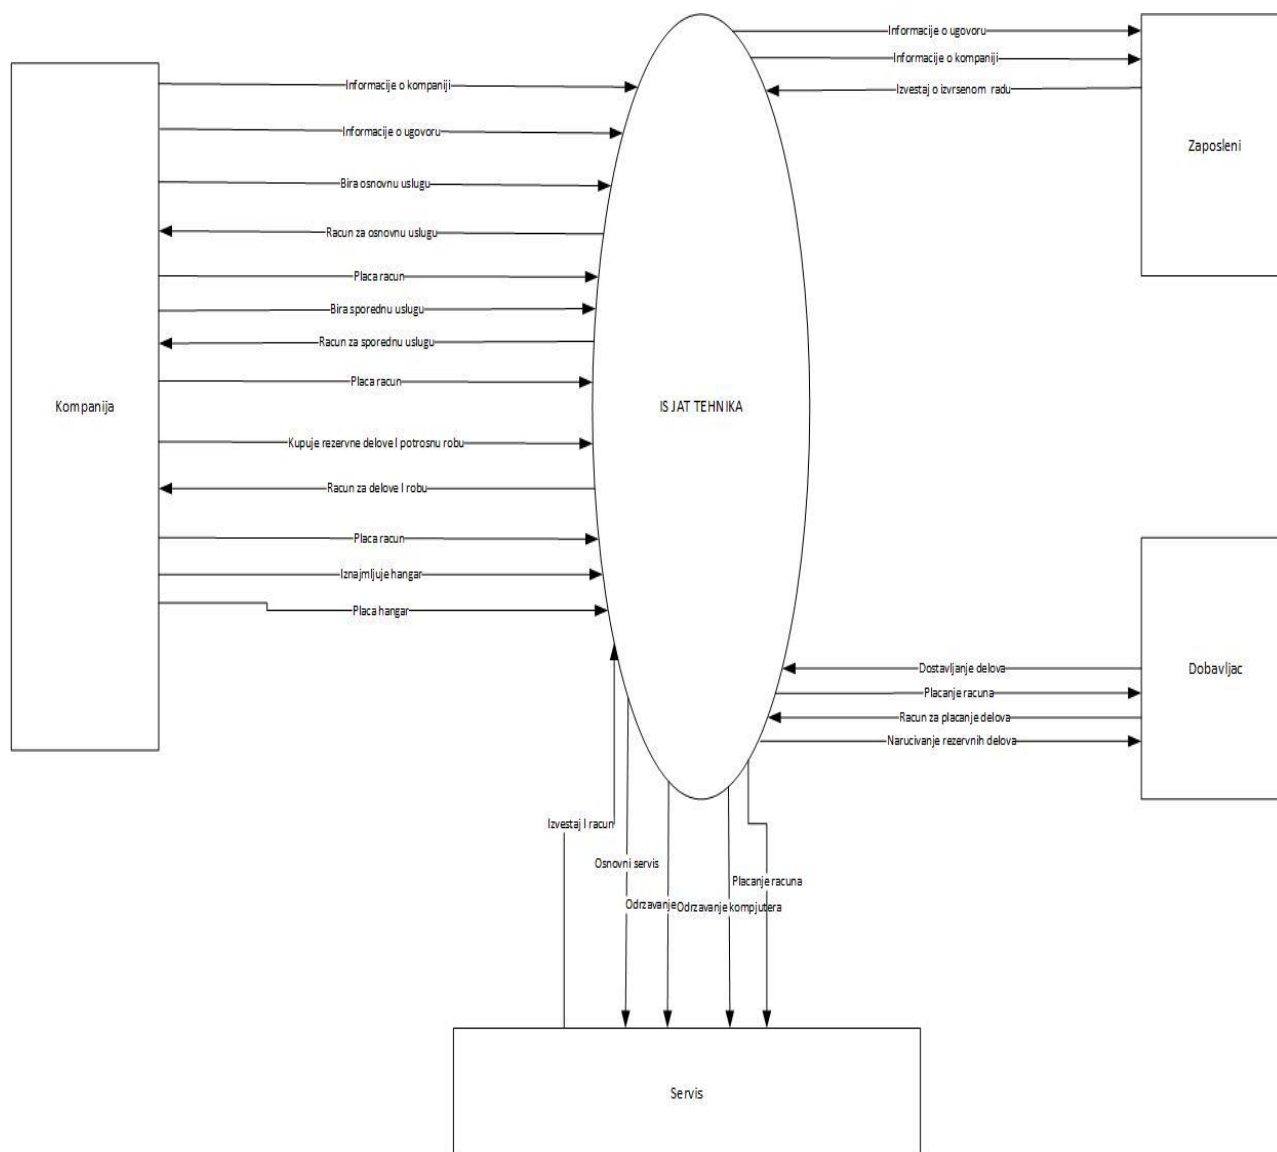 Informacije o ugovoru
Informacije o kompaniji
Izvestaj o izvrsenom radu
Zaposleni
Informacije o kompaniji
Informacije o ugovoru
Bira osnovnu uslugu
Racun za osnovnu uslugu
Placa racun
Bira sporednu uslugu
Racun za sporednu uslugu
Placa racun
Kompanija
IS JAT TEHNIKA
Kupuje rezervne delove I potrosnu robu
Racun za delove I robu
Placa racun
Iznajmljuje hangar
Placa hangar
Dostavljanje delova
Placanje racuna
Racun za placanje delova
Narucivanje rezervnih delova
Dobavljac
Izvestaj I racun
Osnovni servis
Odrzavanje
Odrzavanje kompjutera
Placanje racuna
Servis